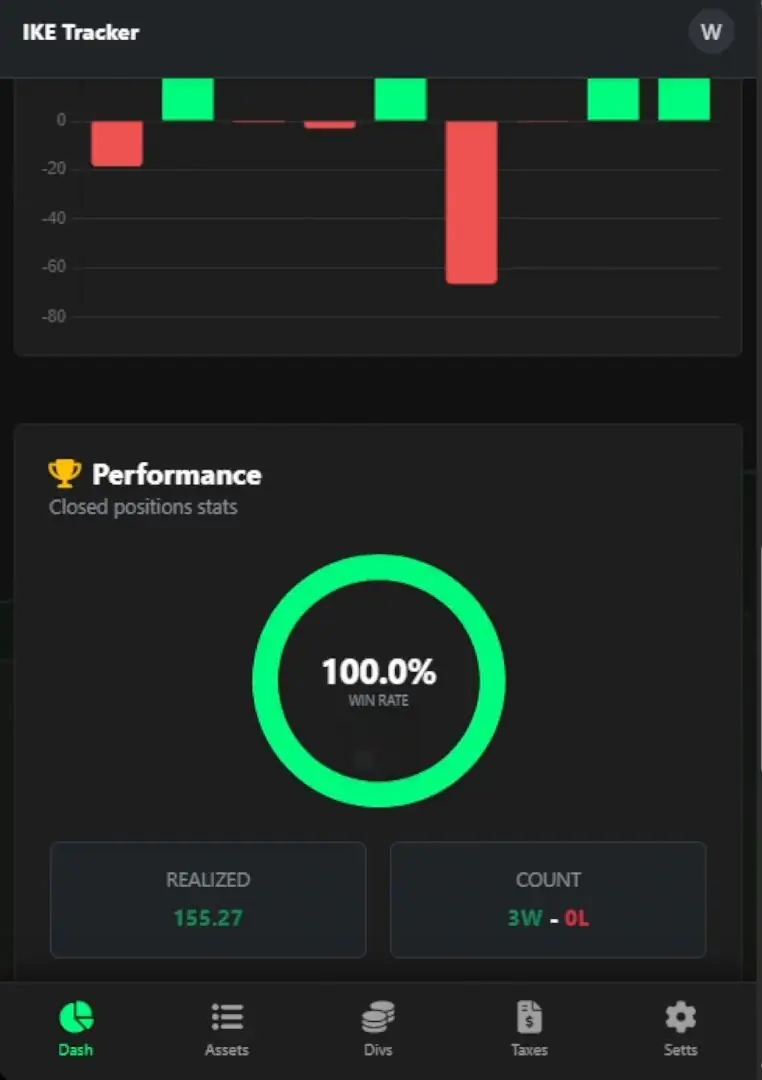 IKE Tracker
W
0
-20
-40
-60
-80
Performance
Closed positions stats
100.0%
WIN RATE
REALIZED
155.27
COUNT
3W - 0L
Dash
Assets
Divs
Taxes
Setts